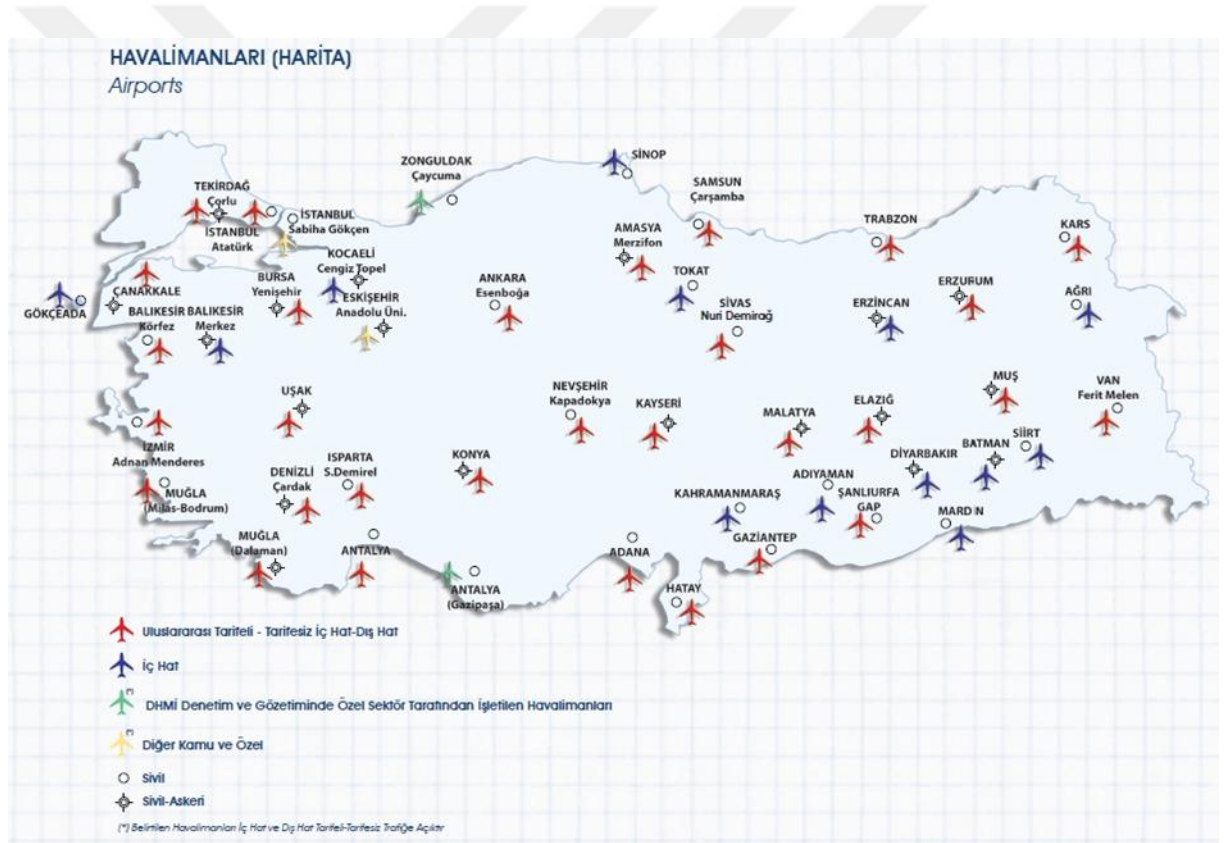 HAVALİMANLARI (HARİTA)
Airports
ZONGULDAK
Çaycuma
SİNOP
SAMSUN
Çarşamba
TEKİRDAĞ
Çorlu
İSTANBUL
Sabiha Gökçen
İSTANBUL
Atatürk
KOCAELİ
Cengiz Topel
AMASYA
Merzifon
TRABZON
KARS
GÖKÇEADA
ÇANAKKALE
BURSA
Yenişehir
ESKİŞEHİR
Anadolu Üni.
ANKARA
Esenboğa
TOKAT
SİVAS
Nuri Demirağ
ERZİNCAN
ERZURUM
AĞRI
BALIKESİR
Körfez
BALIKESİR
Merkez
UŞAK
NEVŞEHİR
Kapadokya
KAYSERİ
MALATYA
ELAZIĞ
MUŞ
VAN
Ferit Melen
İZMİR
Adnan Menderes
DENİZLİ
Çardak
ISPARTA
S.Demirel
KONYA
DİYARBAKIR
BATMAN
SİİRT
MUĞLA
(Milas-Bodrum)
KAHRAMANMARAŞ
ADIYAMAN
ŞANLIURFA
GAP
MARDİN
MUĞLA
(Dalaman)
ANTALYA
ANTALYA
(Gazipaşa)
ADANA
GAZİANTEP
HATAY
Uluslararası Tarifeli - Tarifesiz İç Hat-Dış Hat
İç Hat
(*) DHMİ Denetim ve Gözetiminde Özel Sektör Tarafından İşletilen Havalimanları
(*) Diğer Kamu ve Özel
Sivil
Sivil-Askeri
(*) Belirtilen Havalimanları İç Hat ve Dış Hat Tarifeli-Tarifesiz Trafiğe Açıktır